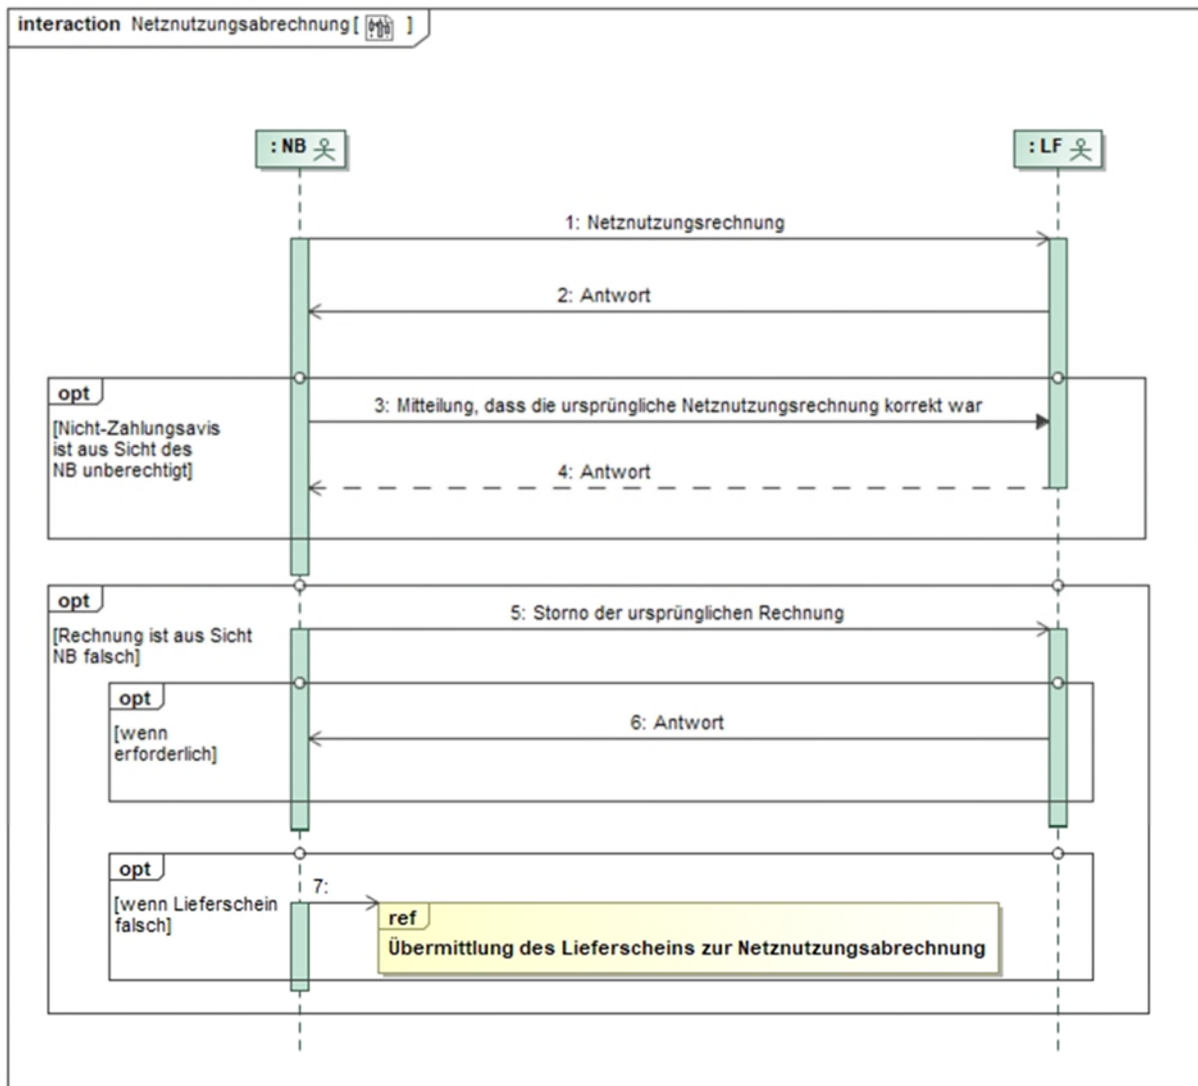 interaction Netznutzungsabrechnung [ ]
: NB
: LF
1: Netznutzungsrechnung
2: Antwort
opt
[Nicht-Zahlungsavis
ist aus Sicht des
NB unberechtigt]
3: Mitteilung, dass die ursprüngliche Netznutzungsrechnung korrekt war
4: Antwort
opt
[Rechnung ist aus Sicht
NB falsch]
5: Storno der ursprünglichen Rechnung
opt
[wenn
erforderlich]
6: Antwort
opt
[wenn Lieferschein
falsch]
7:
ref
Übermittlung des Lieferscheins zur Netznutzungsabrechnung